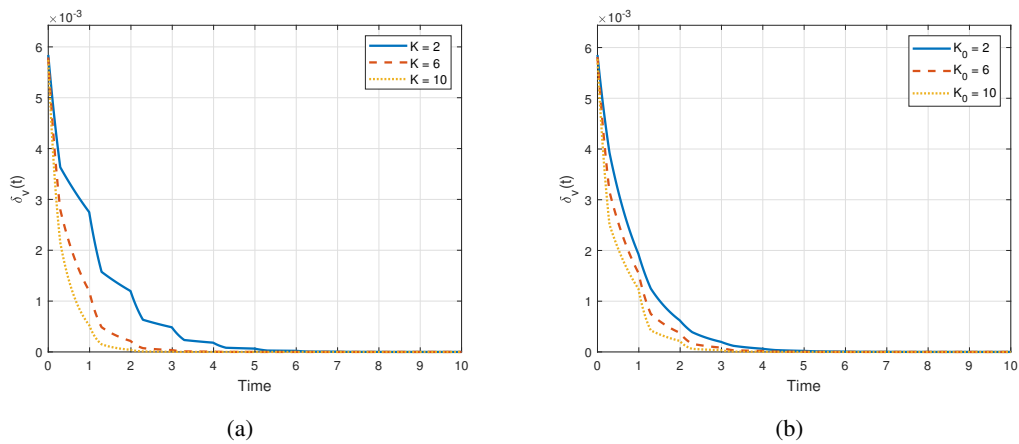 ×10⁻³
6
5
4
3
2
1
0
δᵥ(t)
0 1 2 3 4 5 6 7 8 9 10
Time
K = 2
K = 6
K = 10
(a)
×10⁻³
6
5
4
3
2
1
0
δᵥ(t)
0 1 2 3 4 5 6 7 8 9 10
Time
K₀ = 2
K₀ = 6
K₀ = 10
(b)